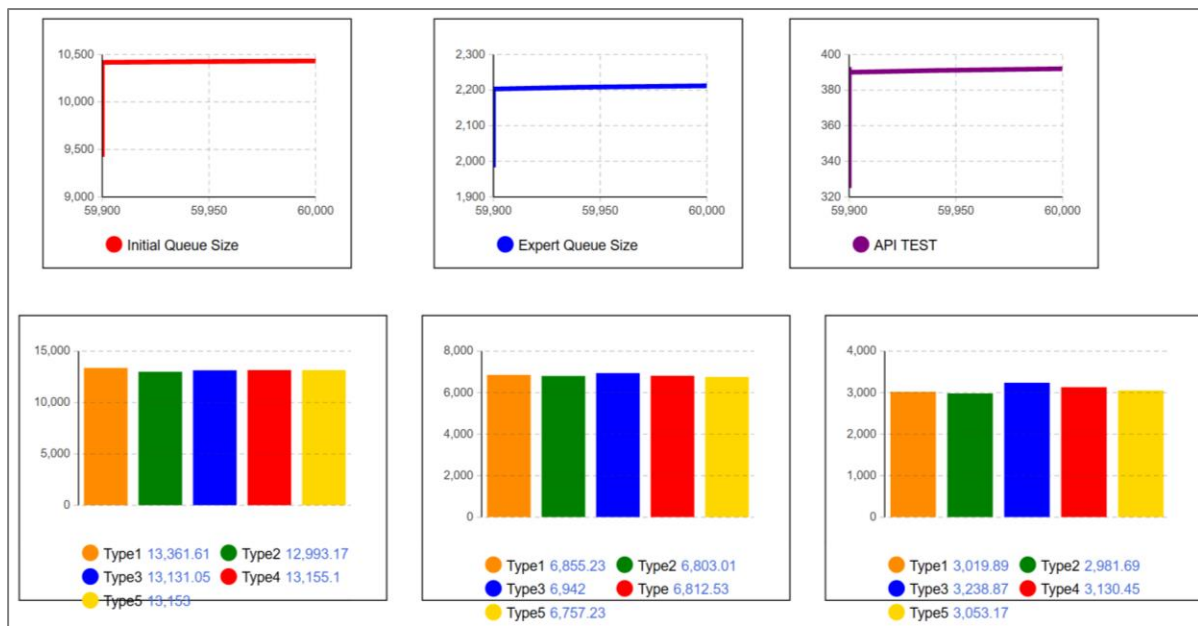 10,500
10,000
9,500
9,000
59,900 59,950 60,000
Initial Queue Size
2,300
2,200
2,100
2,000
1,900
59,900 59,950 60,000
Expert Queue Size
400
380
360
340
320
59,900 59,950 60,000
API TEST
15,000
10,000
5,000
0
Type1 13,361.61 Type2 12,993.17
Type3 13,131.05 Type4 13,155.1
Type5 13,153
8,000
6,000
4,000
2,000
0
Type1 6,855.23 Type2 6,803.01
Type3 6,942 Type 6,812.53
Type5 6,757.23
4,000
3,000
2,000
1,000
0
Type1 3,019.89 Type2 2,981.69
Type3 3,238.87 Type4 3,130.45
Type5 3,053.17